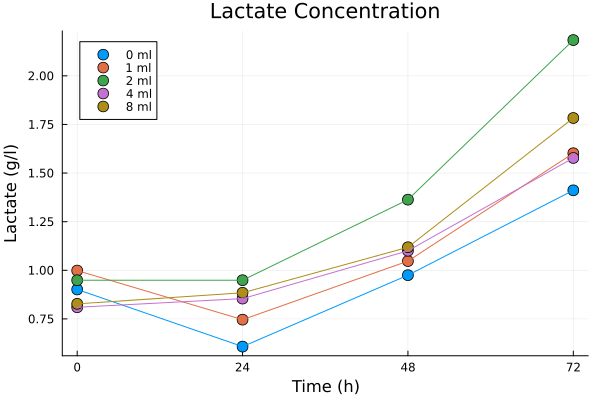 Lactate Concentration
Lactate (g/l)
2.00
1.75
1.50
1.25
1.00
0.75
0 ml
1 ml
2 ml
4 ml
8 ml
0
24
48
72
Time (h)